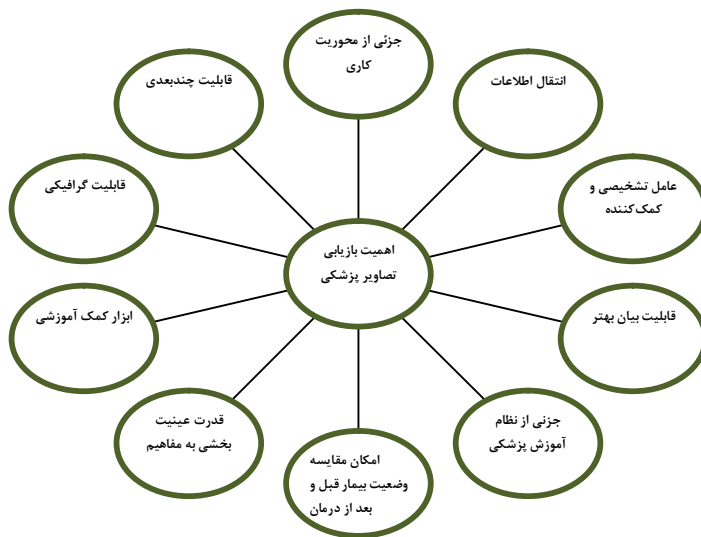 جزئی از محوریت
کاری
انتقال اطلاعات
قابلیت چندبعدی
عامل تشخیصی و
کمک‌کننده
قابلیت گرافیکی
اهمیت بازیابی
تصاویر پزشکی
قابلیت بیان بهتر
ابزار کمک آموزشی
جزئی از نظام
آموزش پزشکی
قدرت عینیت
بخشی به مفاهیم
امکان مقایسه
وضعیت بیمار قبل و
بعد از درمان